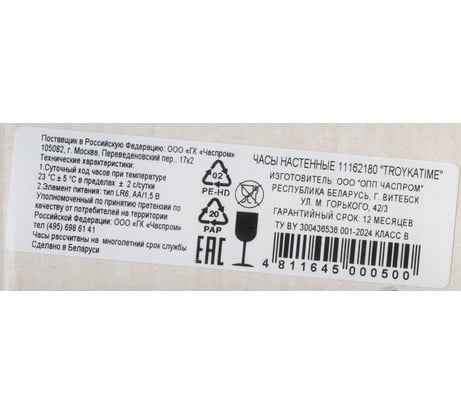 Поставщик в Российскую Федерацию: ООО «ГК «Часпром»
105082, г. Москва, Переведеновский пер., 17к2
Технические характеристики:
1.Суточный ход часов при температуре
23 °С ± 5 °С в пределах ± 2 с/сутки
2.Элемент питания: тип LR6, АА/1,5 В
Уполномоченный по принятию претензий по
качеству от потребителей на территории
Российской Федерации: ООО «ГК «Часпром»
тел (495) 698 61 41
Часы рассчитаны на многолетний срок службы
Сделано в Беларуси
02
PE-HD
20
PAP
EAC
ЧАСЫ НАСТЕННЫЕ 11162180 "TROYKATIME"
ИЗГОТОВИТЕЛЬ: ООО "ОПП ЧАСПРОМ"
РЕСПУБЛИКА БЕЛАРУСЬ, Г. ВИТЕБСК
УЛ. М. ГОРЬКОГО, 42/3
ГАРАНТИЙНЫЙ СРОК: 12 МЕСЯЦЕВ
ТУ BY 300438536.001-2024 КЛАСС В
4 811645 000500